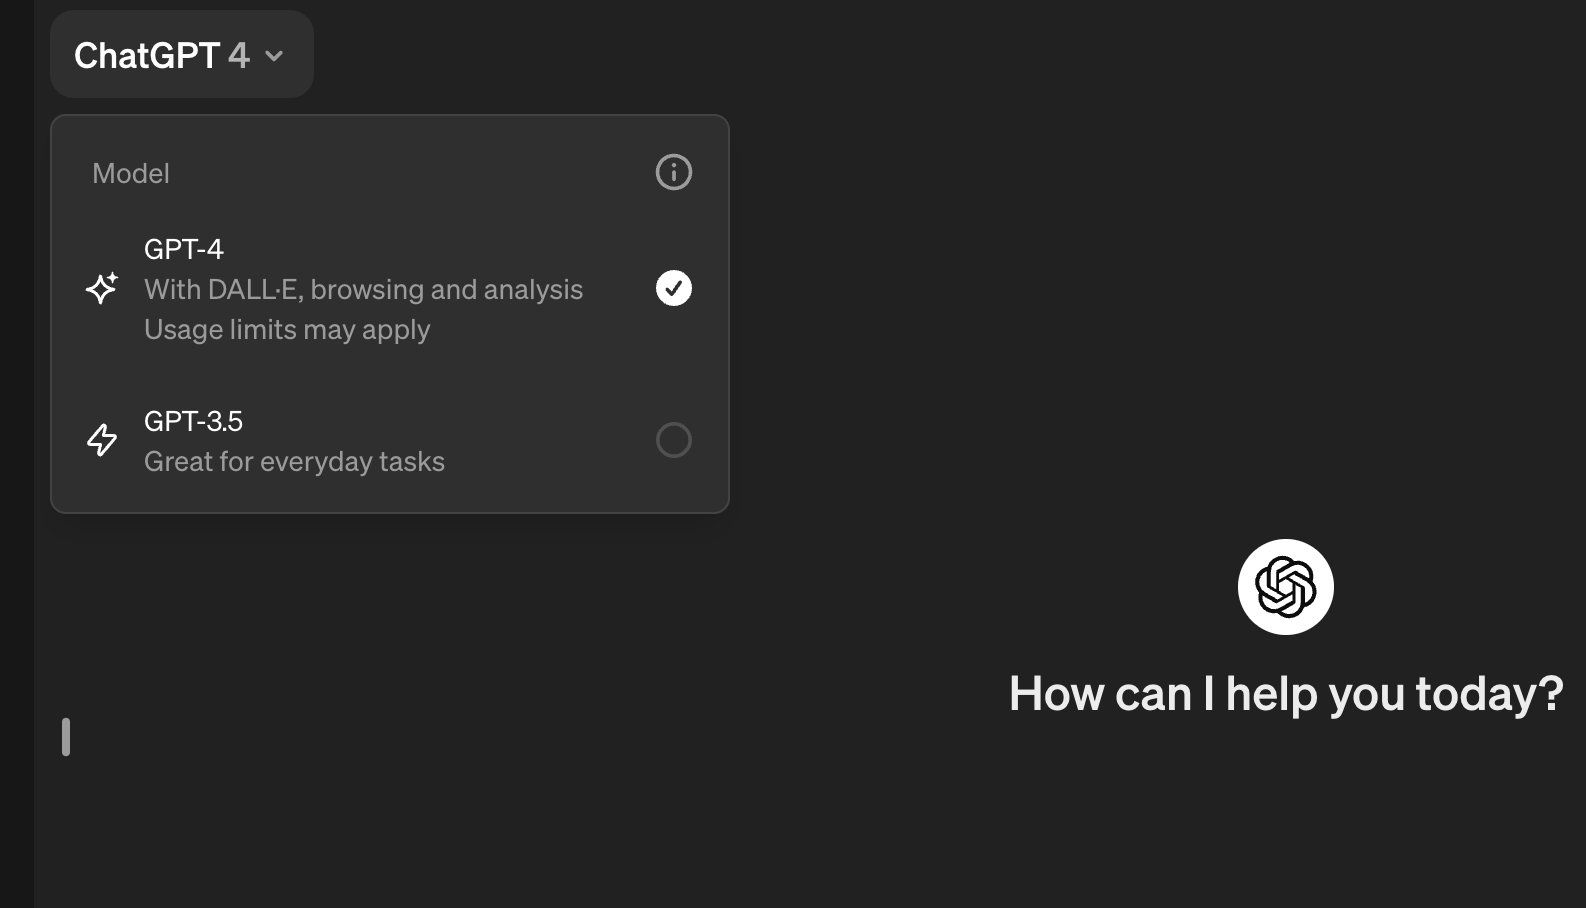 ChatGPT 4
Model
GPT-4
With DALL·E, browsing and analysis
Usage limits may apply
GPT-3.5
Great for everyday tasks
How can I help you today?